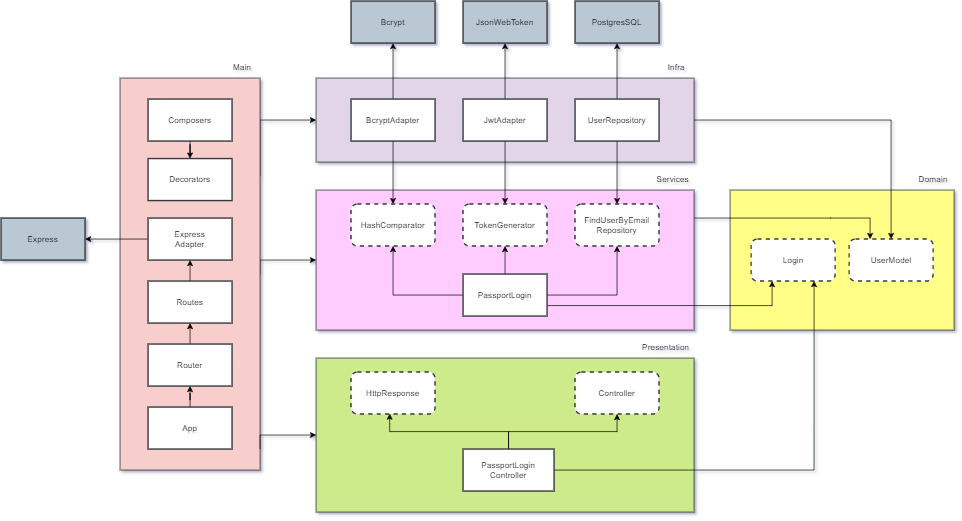 Bcrypt
JsonWebToken
PostgresSQL
Main
Infra
Composers
BcryptAdapter
JwtAdapter
UserRepository
Decorators
Services
Domain
HashComparator
TokenGenerator
FindUserByEmail
Repository
Express
Express
Adapter
Login
UserModel
Routes
PassportLogin
Presentation
Router
HttpResponse
Controller
App
PassportLogin
Controller